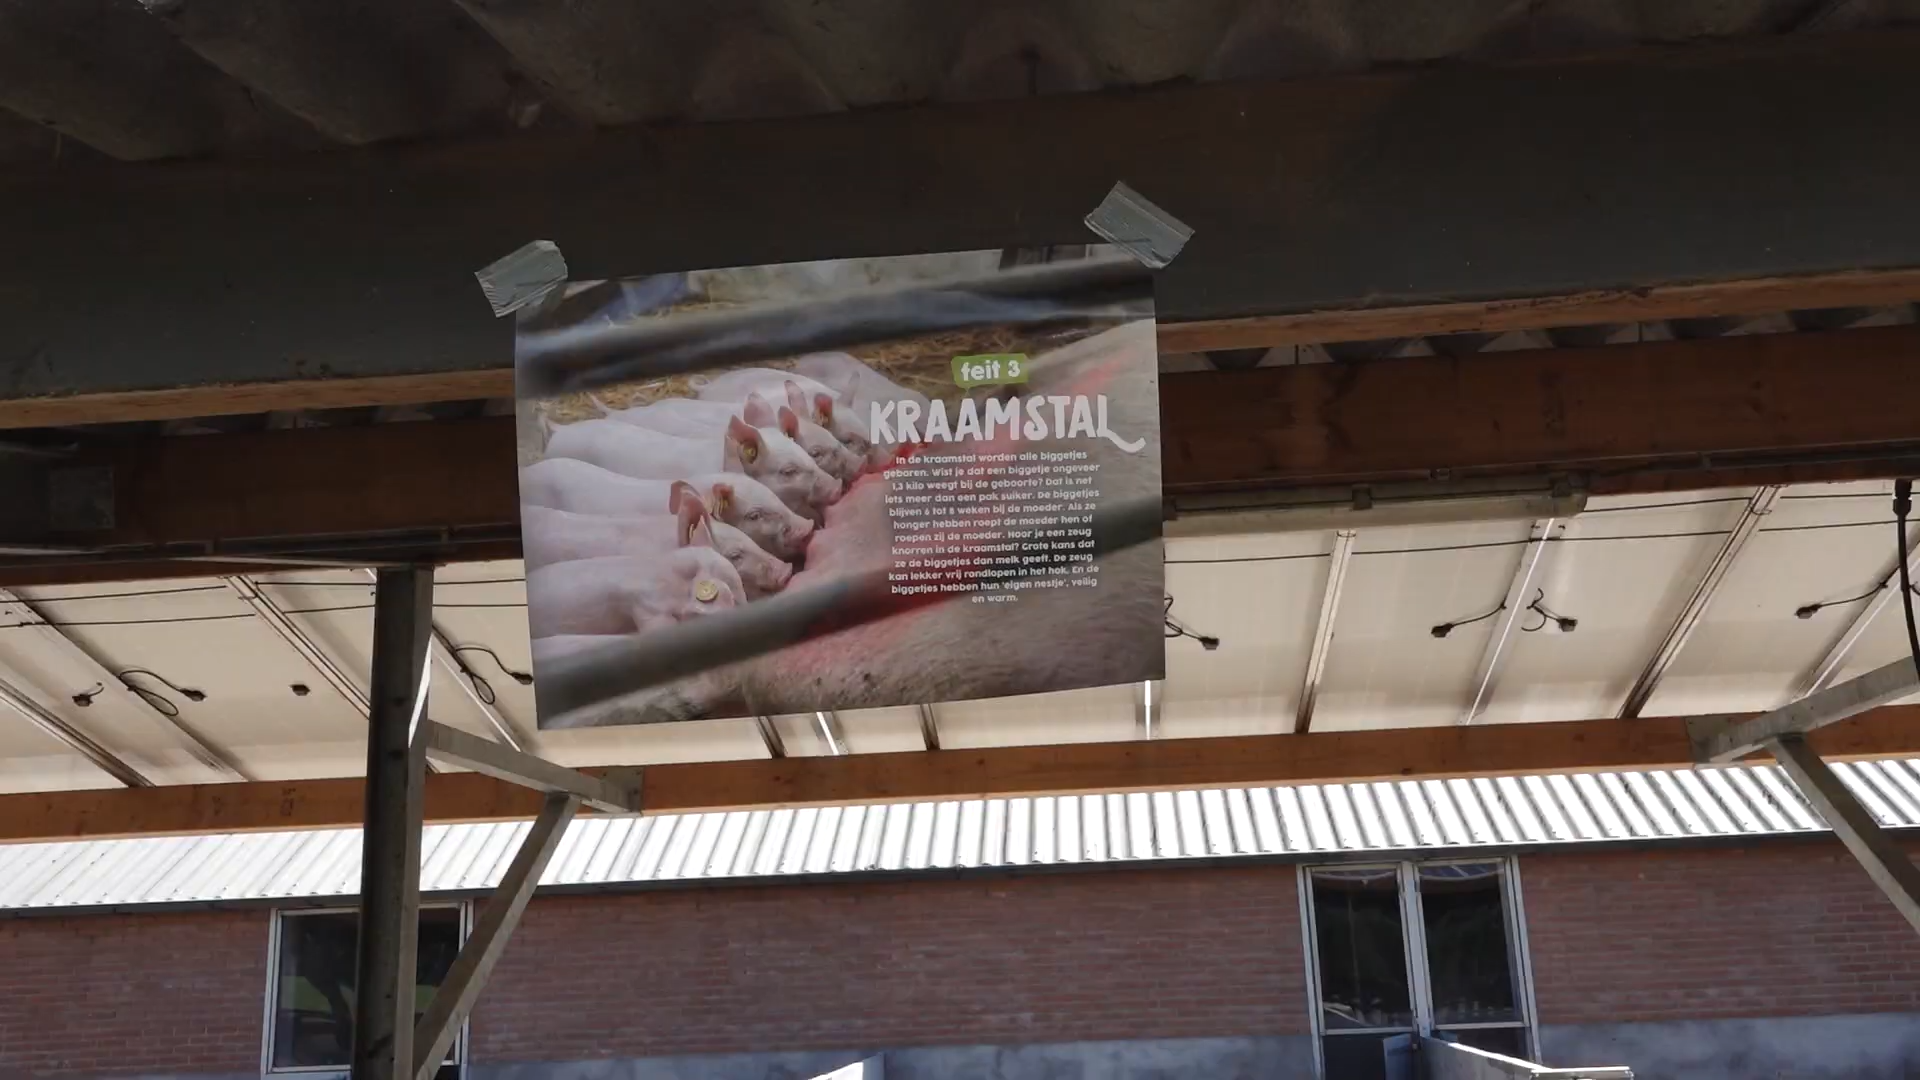 feit 3
KRAAMSTAL
In de kraamstal worden alle biggetjes
geboren. Wist je dat een biggetje ongeveer
1,3 kilo weegt bij de geboorte? Dat is net
iets meer dan een pak suiker. De biggetjes
blijven 6 tot 8 weken bij de moeder. Als ze
honger hebben roept de moeder hen of
roepen zij de moeder. Hoor je een zeug
knorren in de kraamstal? Grote kans dat
ze de biggetjes dan melk geeft. De zeug
kan lekker vrij rondlopen in het hok. En de
biggetjes hebben hun 'eigen nestje', veilig
en warm.